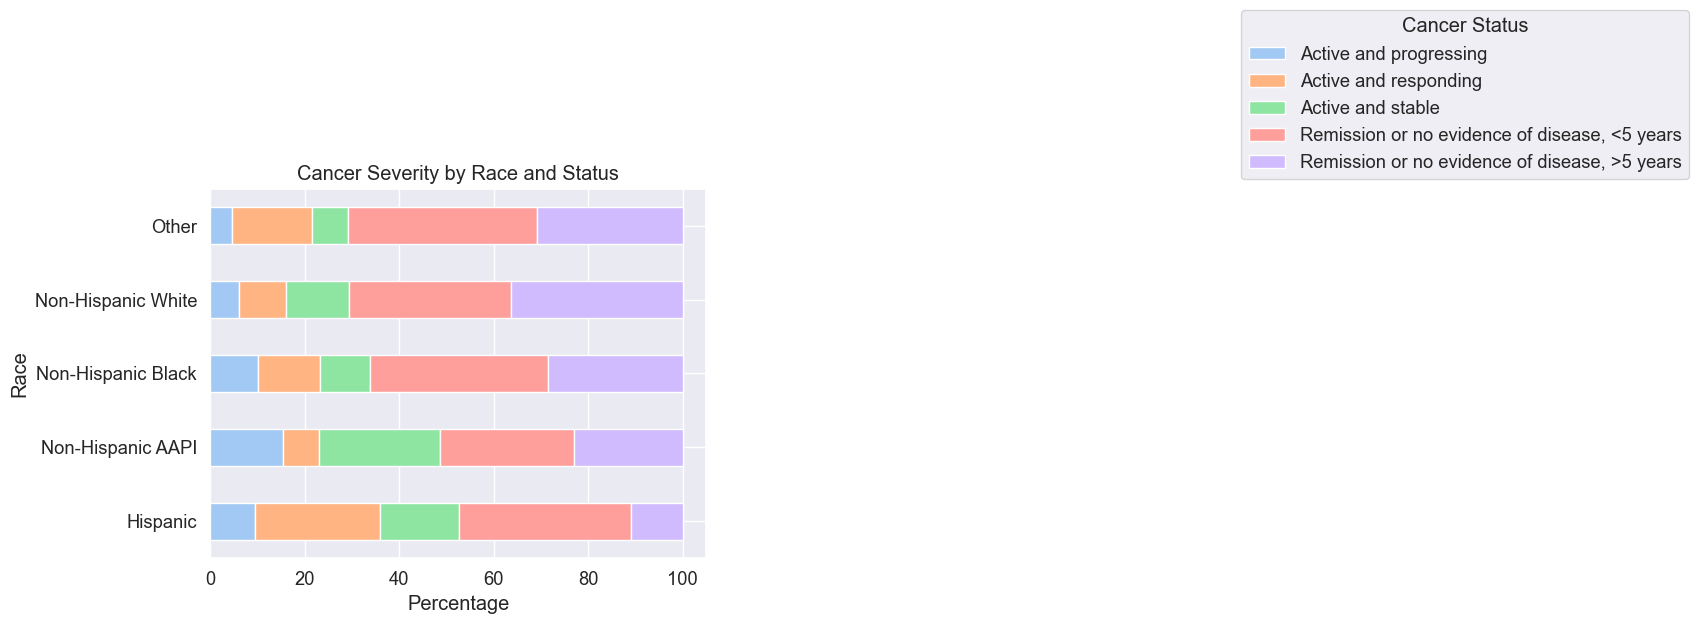 Cancer Status
Active and progressing
Active and responding
Active and stable
Remission or no evidence of disease, <5 years
Remission or no evidence of disease, >5 years
Cancer Severity by Race and Status
Race
Other
Non-Hispanic White
Non-Hispanic Black
Non-Hispanic AAPI
Hispanic
0 20 40 60 80 100
Percentage